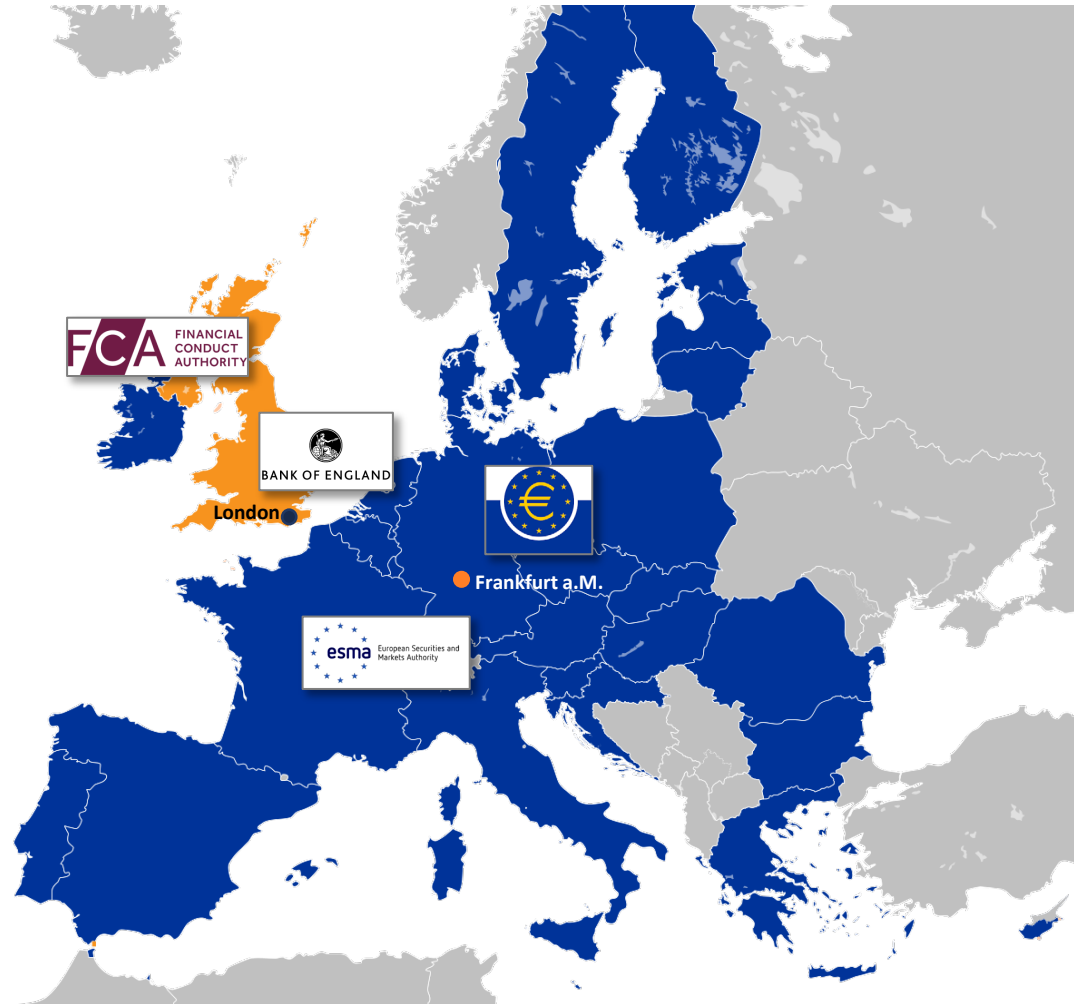 FCA
FINANCIAL
CONDUCT
AUTHORITY
BANK OF ENGLAND
London
€
Frankfurt a.M.
esma
European Securities and
Markets Authority